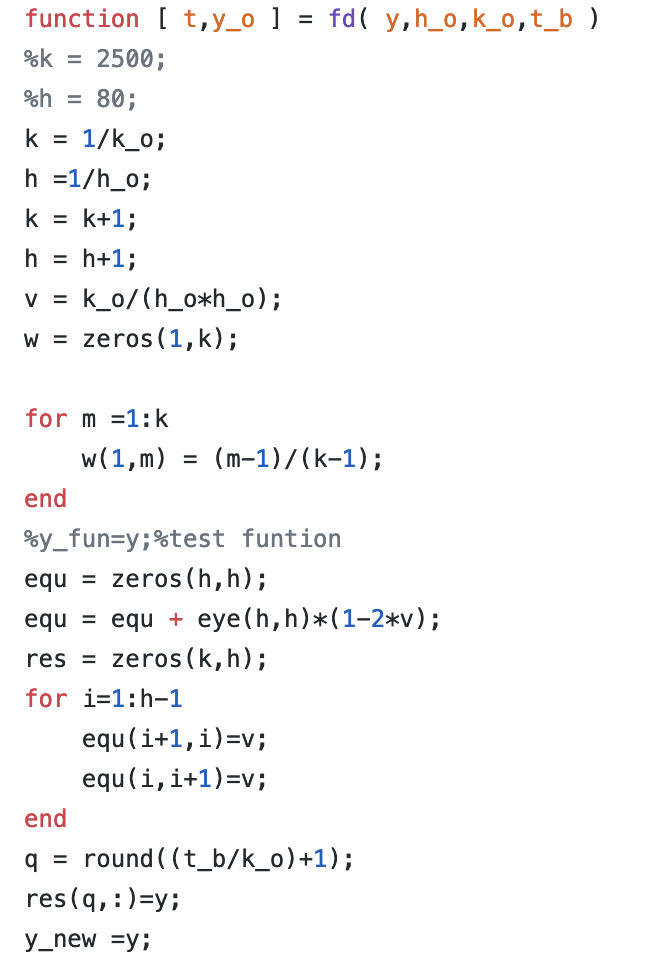 function [ t,y_o ] = fd( y,h_o,k_o,t_b )
%k = 2500;
%h = 80;
k = 1/k_o;
h =1/h_o;
k = k+1;
h = h+1;
v = k_o/(h_o*h_o);
w = zeros(1,k);

for m =1:k
    w(1,m) = (m-1)/(k-1);
end
%y_fun=y;%test funtion
equ = zeros(h,h);
equ = equ + eye(h,h)*(1-2*v);
res = zeros(k,h);
for i=1:h-1
    equ(i+1,i)=v;
    equ(i,i+1)=v;
end
q = round((t_b/k_o)+1);
res(q,:)=y;
y_new =y;